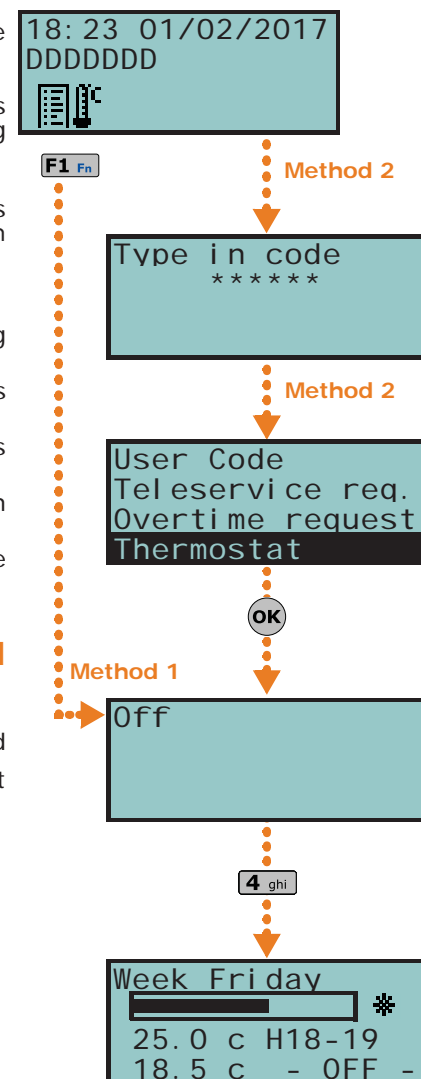 18:23 01/02/2017
DDDDDDD
F1 Fn
Method 2
Type in code
******
Method 2
User Code
Teleservice req.
Overtime request
Thermostat
OK
Method 1
Off
4 ghi
Week Friday
25.0 c H18-19
18.5 c - OFF -